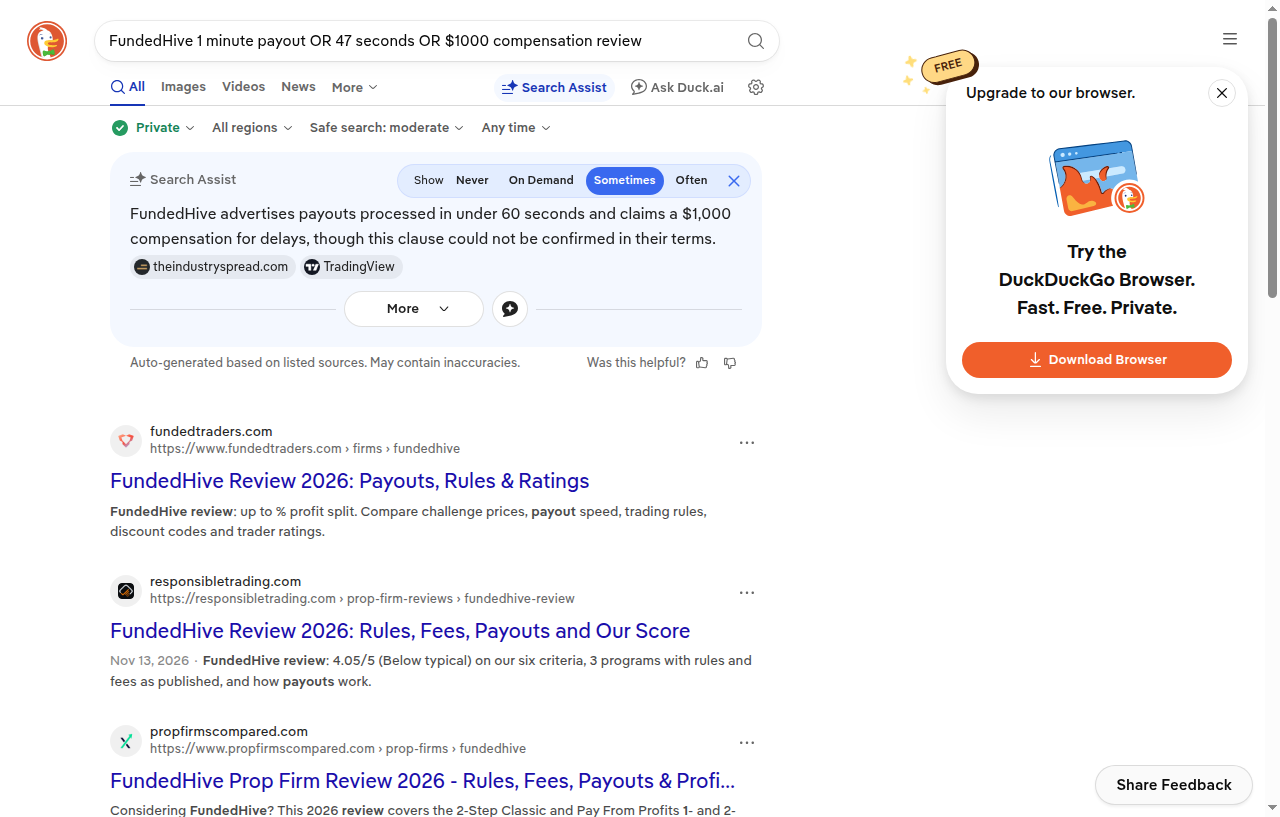 FundedHive 1 minute payout OR 47 seconds OR $1000 compensation review
All
Images
Videos
News
More
Search Assist
Ask Duck.ai
FREE
Upgrade to our browser.
Private
All regions
Safe search: moderate
Any time
Search Assist
Show
Never
On Demand
Sometimes
Often
FundedHive advertises payouts processed in under 60 seconds and claims a $1,000
compensation for delays, though this clause could not be confirmed in their terms.
theindustryspread.com
TradingView
More
Auto-generated based on listed sources. May contain inaccuracies.
Was this helpful?
Try the
DuckDuckGo Browser.
Fast. Free. Private.
Download Browser
fundedtraders.com
https://www.fundedtraders.com › firms › fundedhive
FundedHive Review 2026: Payouts, Rules & Ratings
FundedHive review: up to % profit split. Compare challenge prices, payout speed, trading rules,
discount codes and trader ratings.
responsibletrading.com
https://responsibletrading.com › prop-firm-reviews › fundedhive-review
FundedHive Review 2026: Rules, Fees, Payouts and Our Score
Nov 13, 2026 · FundedHive review: 4.05/5 (Below typical) on our six criteria, 3 programs with rules and
fees as published, and how payouts work.
propfirmscompared.com
https://www.propfirmscompared.com › prop-firms › fundedhive
FundedHive Prop Firm Review 2026 - Rules, Fees, Payouts & Profi...
Considering FundedHive? This 2026 review covers the 2-Step Classic and Pay From Profits 1- and 2-
Share Feedback